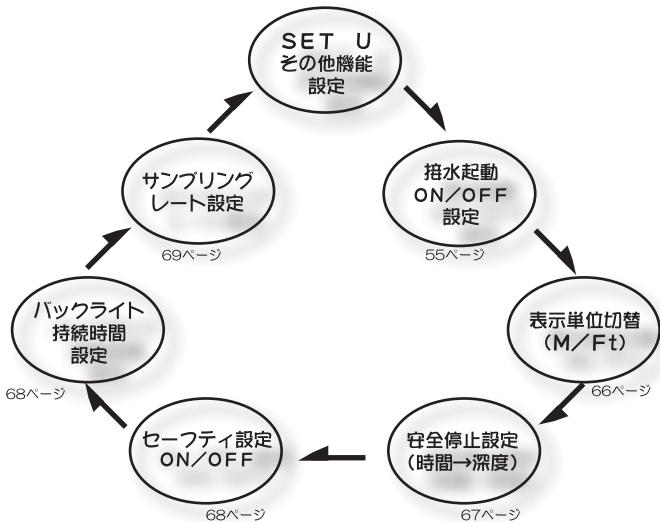 SET U
その他機能
設定
接水起動
ON／OFF
設定
55ページ
表示単位切替
(M／Ft)
66ページ
安全停止設定
(時間→深度)
67ページ
セーフティ設定
ON／OFF
68ページ
バックライト
持続時間
設定
68ページ
サンプリング
レート設定
69ページ